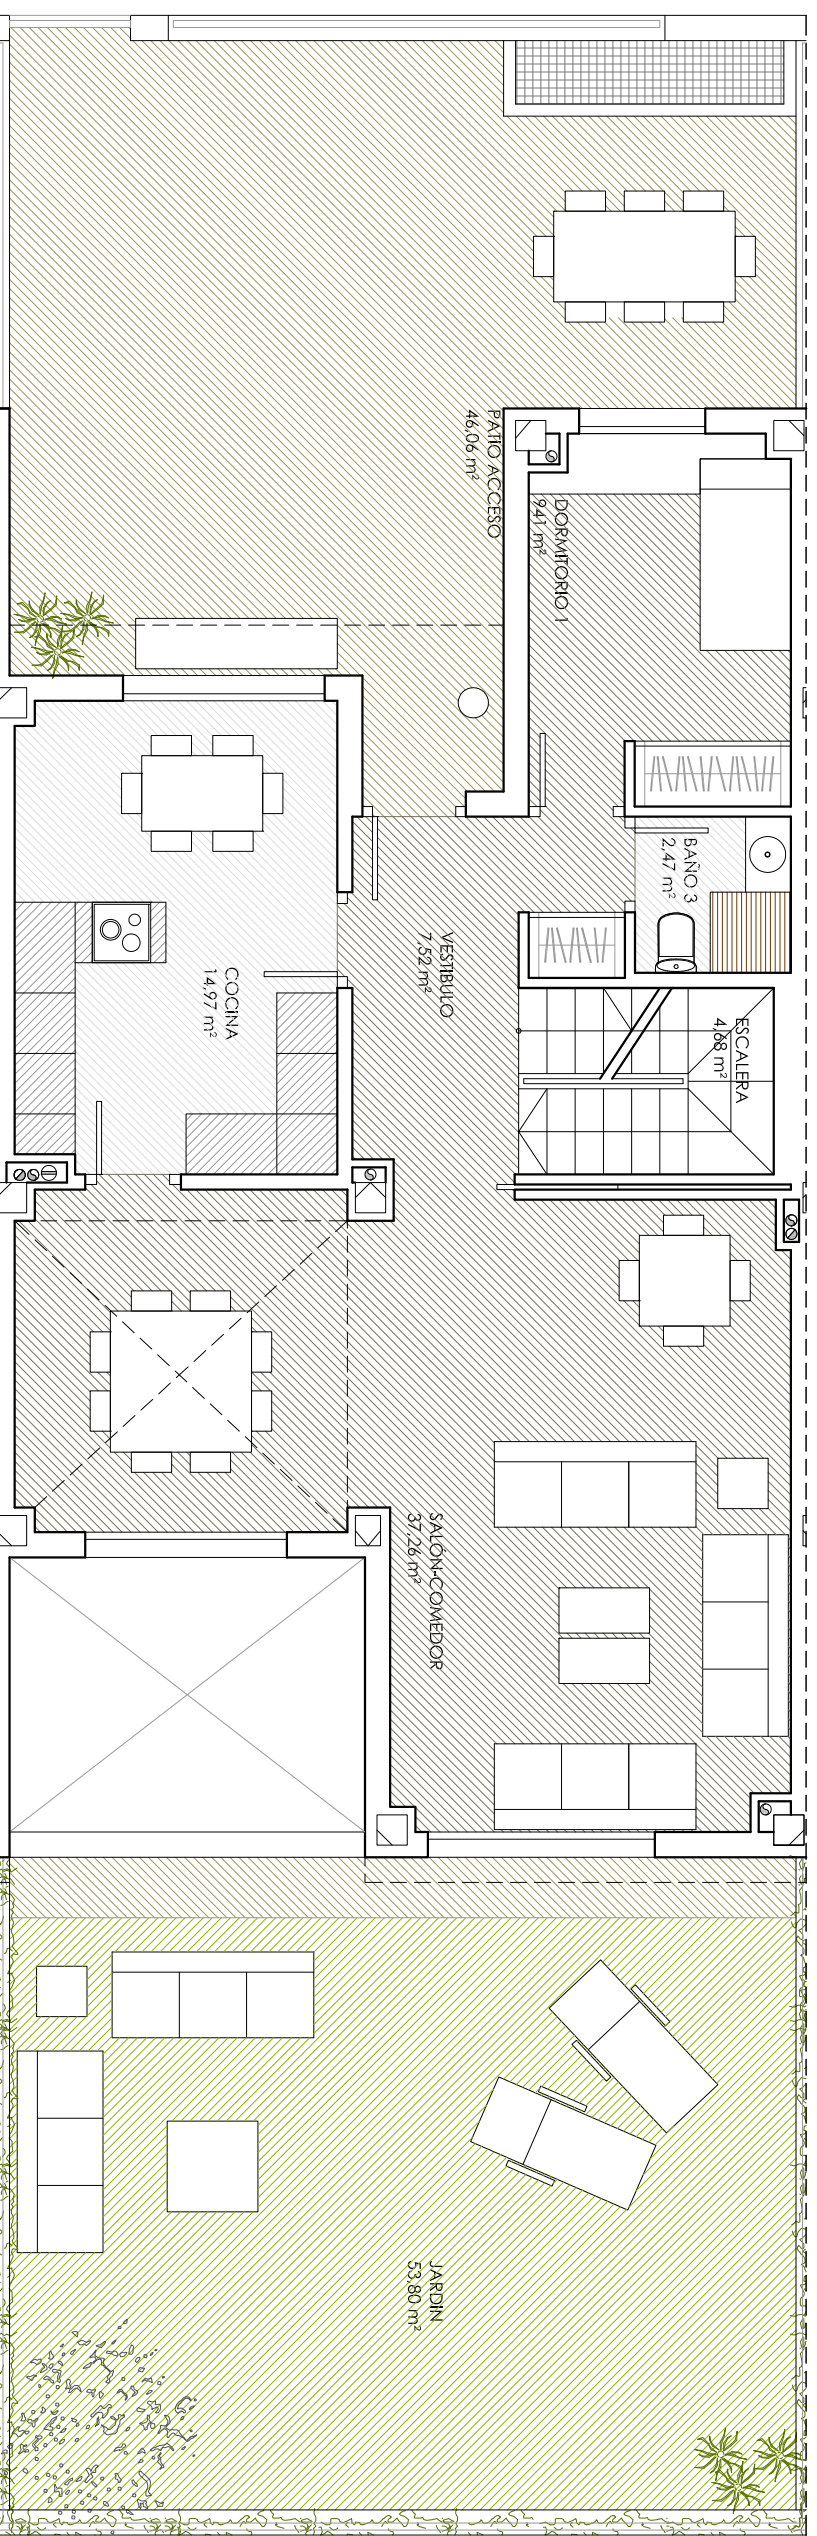 PATIO ACCESO
46,06 m²
DORMITORIO 1
9,41 m²
BAÑO 3
2,47 m²
VESTIBULO
7,52 m²
COCINA
14,97 m²
ESCALERA
4,68 m²
SALÓN-COMEDOR
37,26 m²
JARDIN
53,80 m²